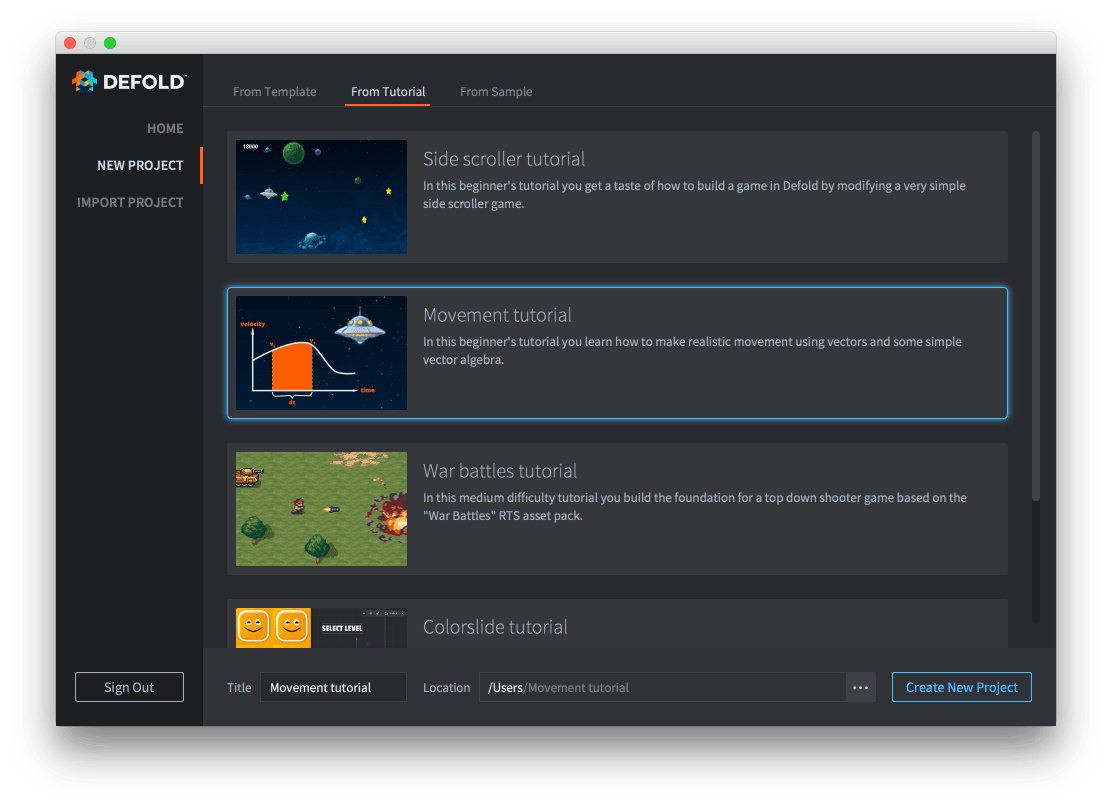 DEFOLD™
HOME
NEW PROJECT
IMPORT PROJECT
Sign Out
From Template
From Tutorial
From Sample
18000
Side scroller tutorial
In this beginner's tutorial you get a taste of how to build a game in Defold by modifying a very simple
side scroller game.
velocity
time
dt
Movement tutorial
In this beginner's tutorial you learn how to make realistic movement using vectors and some simple
vector algebra.
War battles tutorial
In this medium difficulty tutorial you build the foundation for a top down shooter game based on the
"War Battles" RTS asset pack.
SELECT LEVEL
Colorslide tutorial
Title
Movement tutorial
Location
/Users/Movement tutorial
Create New Project